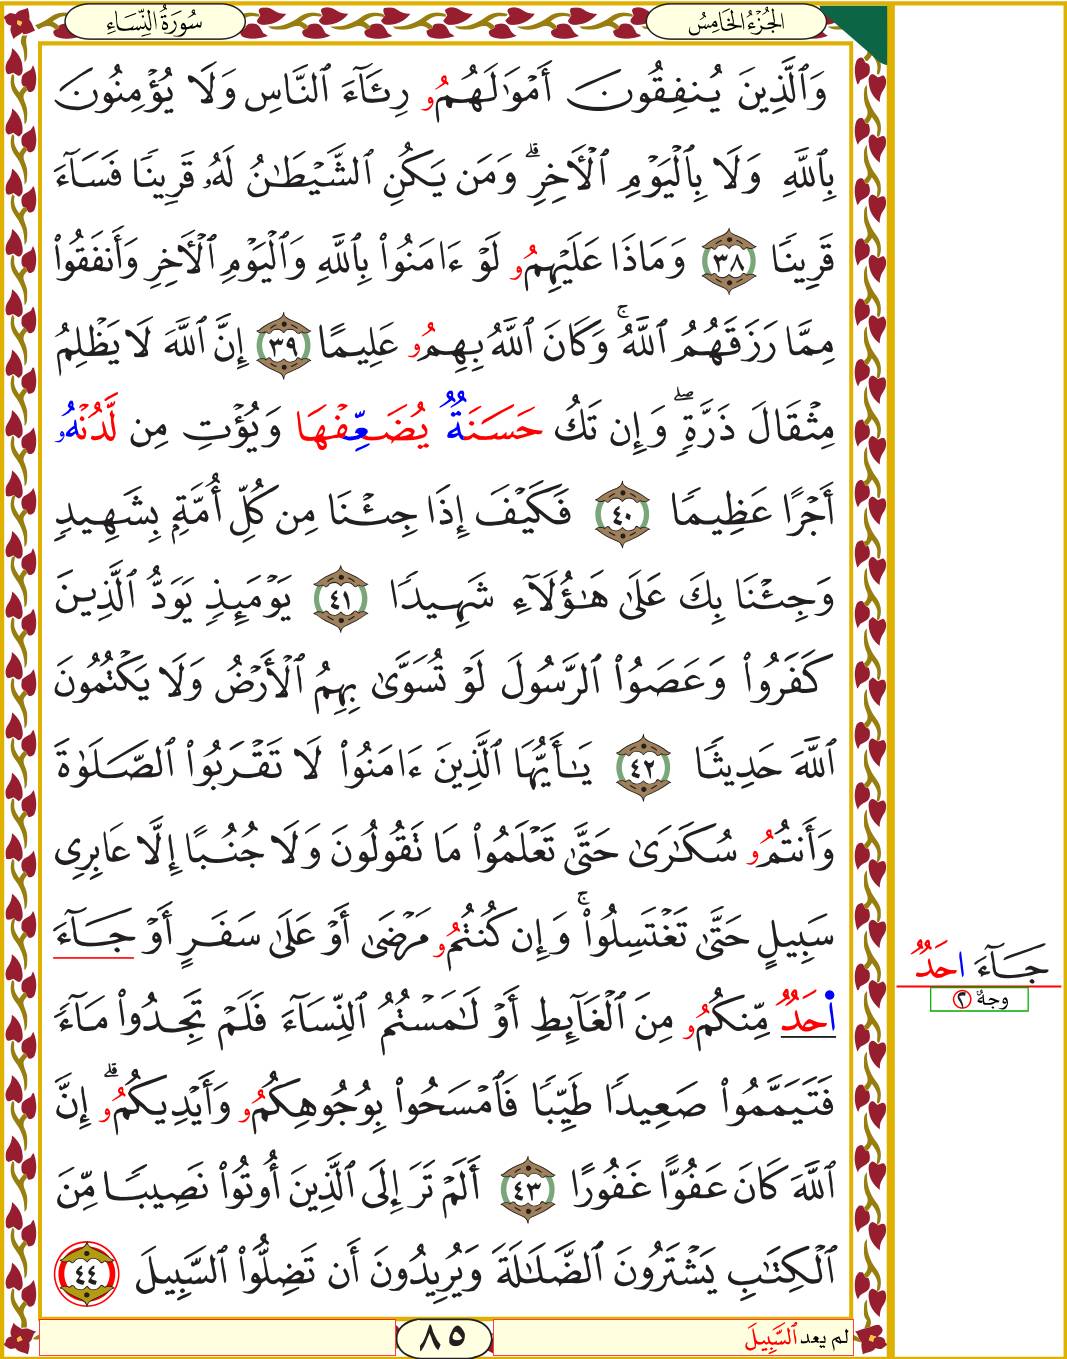 سُورَةُ النِّسَاءِ
الجُزْءُ الخَامِسُ
وَٱلَّذِينَ يُنفِقُونَ أَمْوَٰلَهُمُۥ رِئَآءَ ٱلنَّاسِ وَلَا يُؤْمِنُونَ
بِٱللَّهِ وَلَا بِٱلْيَوْمِ ٱلْأَخِرِۗ وَمَن يَكُنِ ٱلشَّيْطَٰنُ لَهُۥ قَرِينًا فَسَآءَ
قَرِينًا ٣٨ وَمَاذَا عَلَيْهِمُۥ لَوْ ءَامَنُوا۟ بِٱللَّهِ وَٱلْيَوْمِ ٱلْأَخِرِ وَأَنفَقُوا۟
مِمَّا رَزَقَهُمُ ٱللَّهُۚ وَكَانَ ٱللَّهُ بِهِمُۥ عَلِيمًا ٣٩ إِنَّ ٱللَّهَ لَا يَظْلِمُ
مِثْقَالَ ذَرَّةٍۖ وَإِن تَكُ حَسَنَةٌ يُضَعِّفْهَا وَيُؤْتِ مِن لَّدُنْهُۥ
أَجْرًا عَظِيمًا ٤٠ فَكَيْفَ إِذَا جِئْنَا مِن كُلِّ أُمَّةٍ بِشَهِيدٍ
وَجِئْنَا بِكَ عَلَىٰ هَٰٓؤُلَآءِ شَهِيدًا ٤١ يَوْمَئِذٍ يَوَدُّ ٱلَّذِينَ
كَفَرُوا۟ وَعَصَوُا۟ ٱلرَّسُولَ لَوْ تُسَوَّىٰ بِهِمُ ٱلْأَرْضُ وَلَا يَكْتُمُونَ
ٱللَّهَ حَدِيثًا ٤٢ يَٰٓأَيُّهَا ٱلَّذِينَ ءَامَنُوا۟ لَا تَقْرَبُوا۟ ٱلصَّلَوٰةَ
وَأَنتُمُۥ سُكَٰرَىٰ حَتَّىٰ تَعْلَمُوا۟ مَا تَقُولُونَ وَلَا جُنُبًا إِلَّا عَابِرِى
سَبِيلٍ حَتَّىٰ تَغْتَسِلُوا۟ۚ وَإِن كُنتُمُۥ مَرْضَىٰ أَوْ عَلَىٰ سَفَرٍ أَوْ جَآءَ
اَحَدٌ مِّنكُمُۥ مِنَ ٱلْغَآئِطِ أَوْ لَٰمَسْتُمُ ٱلنِّسَآءَ فَلَمْ تَجِدُوا۟ مَآءً
فَتَيَمَّمُوا۟ صَعِيدًا طَيِّبًا فَٱمْسَحُوا۟ بِوُجُوهِكُمُۥ وَأَيْدِيكُمُۥۗ إِنَّ
ٱللَّهَ كَانَ عَفُوًّا غَفُورًا ٤٣ أَلَمْ تَرَ إِلَى ٱلَّذِينَ أُوتُوا۟ نَصِيبًا مِّنَ
ٱلْكِتَٰبِ يَشْتَرُونَ ٱلضَّلَٰلَةَ وَيُرِيدُونَ أَن تَضِلُّوا۟ ٱلسَّبِيلَ ٤٤
جَآءَ احَدٌ
وجهٌ ٢
لم يعد ٱلسَّبِيلَ
٨٥